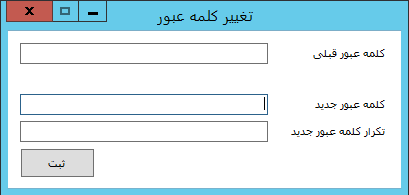 تغییر کلمه عبور
کلمه عبور قبلی
کلمه عبور جدید
تکرار کلمه عبور جدید
ثبت